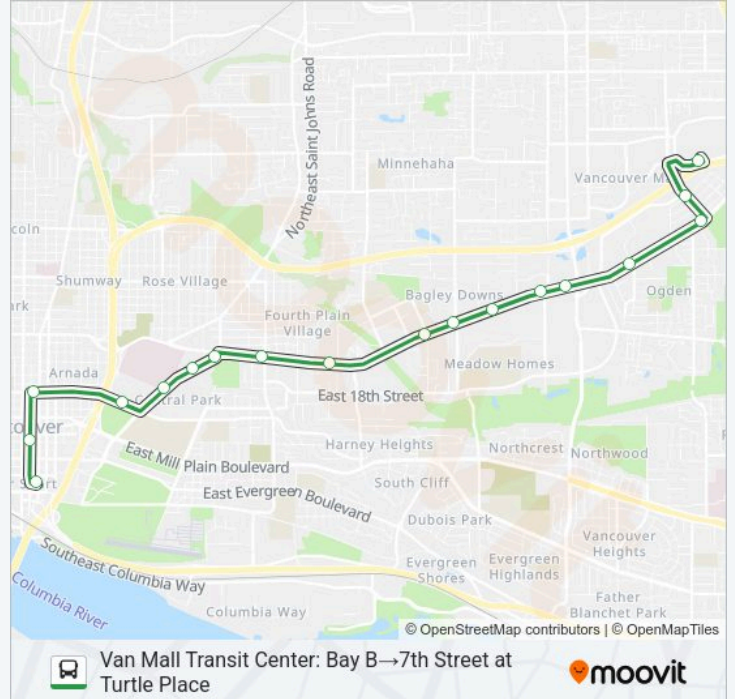 Northeast Saint Johns Road
Minnehaha
Vancouver M
coln
Shumway
Rose Village
ark
Bagley Downs
Ogden
Fourth Plain
Village
Meadow Homes
Arnada
East 18th Street
Central Park
Harney Heights
Northcrest
Northwood
East Mill Plain Boulevard
South Cliff
East Evergreen Boulevard
Dubois Park
Vancouver
Heights
Southeast Columbia Way
Evergreen
Shores
Evergreen
Highlands
Columbia River
Columbia Way
Father
Blanchet Park
© OpenStreetMap contributors | © OpenMapTiles
Van Mall Transit Center: Bay B→7th Street at
Turtle Place
moovit